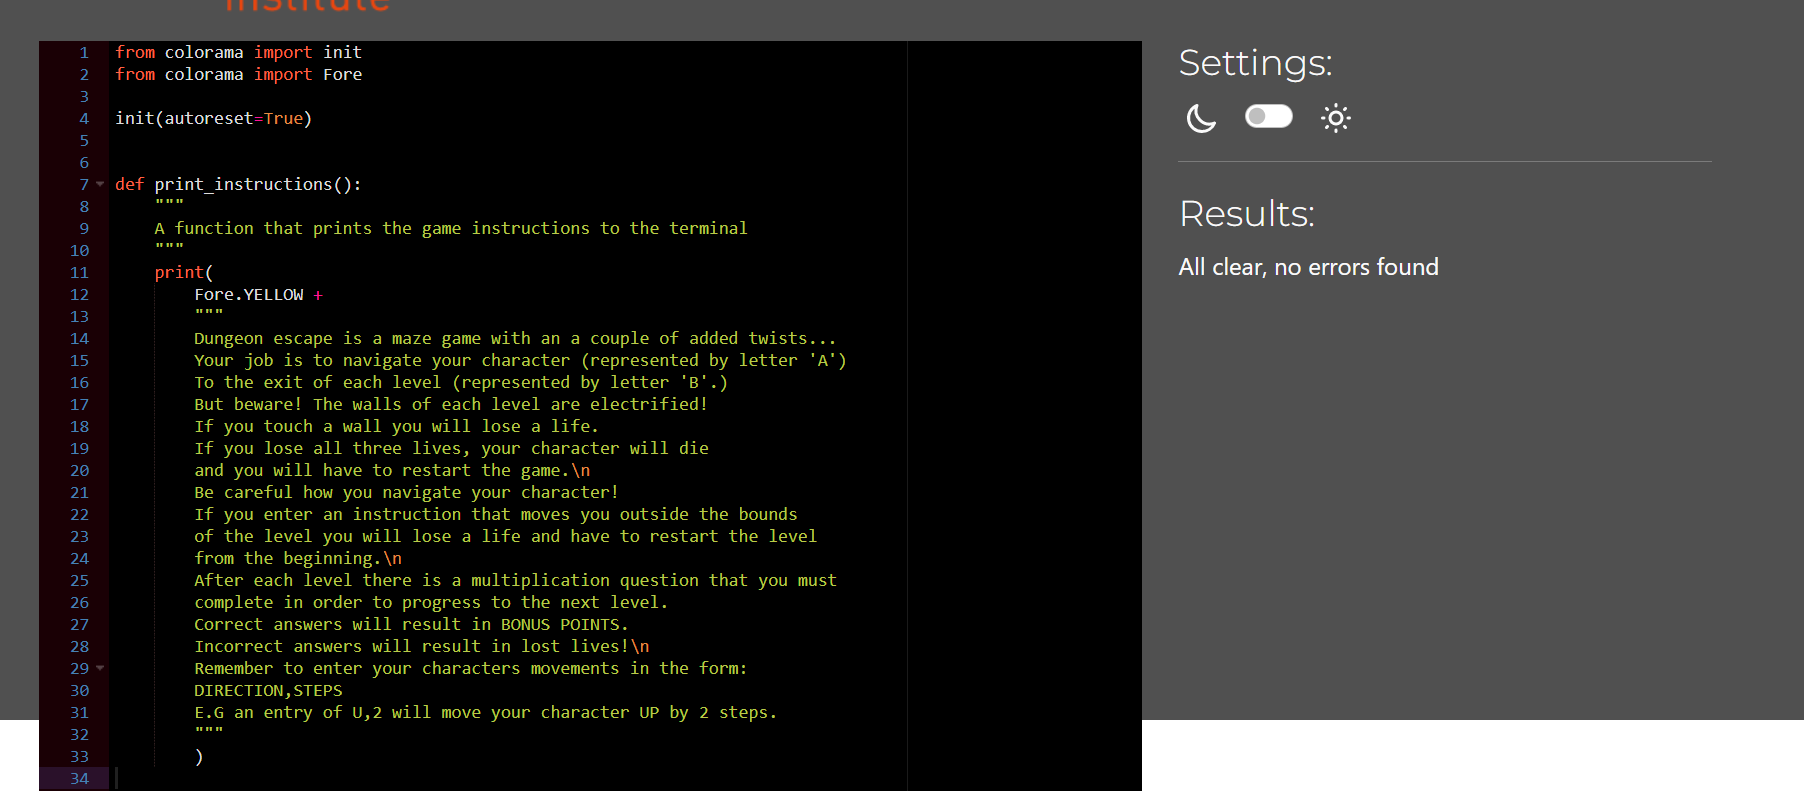 institute
1 from colorama import init
2 from colorama import Fore
3
4 init(autoreset=True)
5
6
7 def print_instructions():
8 """
9 A function that prints the game instructions to the terminal
10 """
11 print(
12 Fore.YELLOW +
13 """
14 Dungeon escape is a maze game with an a couple of added twists...
15 Your job is to navigate your character (represented by letter 'A')
16 To the exit of each level (represented by letter 'B'.)
17 But beware! The walls of each level are electrified!
18 If you touch a wall you will lose a life.
19 If you lose all three lives, your character will die
20 and you will have to restart the game.\n
21 Be careful how you navigate your character!
22 If you enter an instruction that moves you outside the bounds
23 of the level you will lose a life and have to restart the level
24 from the beginning.\n
25 After each level there is a multiplication question that you must
26 complete in order to progress to the next level.
27 Correct answers will result in BONUS POINTS.
28 Incorrect answers will result in lost lives!\n
29 Remember to enter your characters movements in the form:
30 DIRECTION,STEPS
31 E.G an entry of U,2 will move your character UP by 2 steps.
32 """
33 )
34
Settings:
Results:
All clear, no errors found